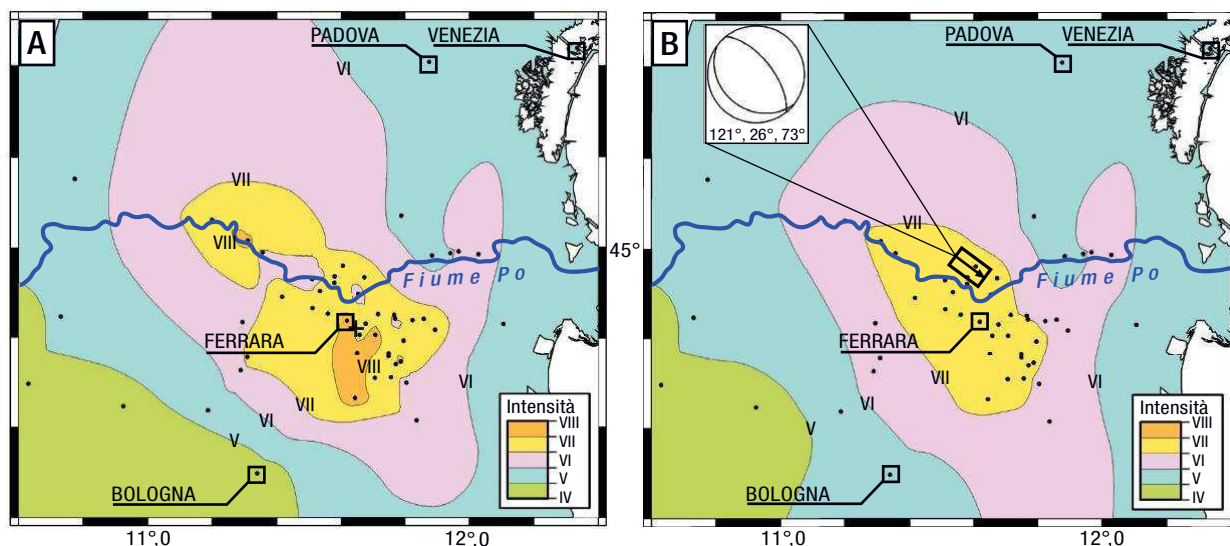 A
PADOVA
VENEZIA
VI
VII
VIII
Fiume Po
FERRARA
VIII
VI
VII
VI
V
BOLOGNA
Intensità
VIII
VII
VI
V
IV
11°,0
12°,0
45°
B
121°, 26°, 73°
PADOVA
VENEZIA
VI
VII
Fiume Po
FERRARA
VII
VI
VI
V
BOLOGNA
Intensità
VIII
VII
VI
V
IV
11°,0
12°,0